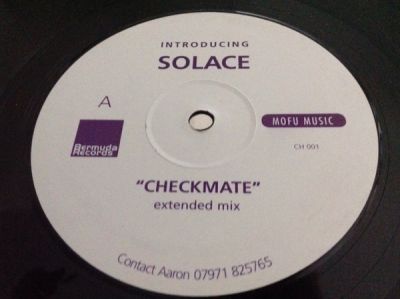 INTRODUCING
SOLACE
A
Bermuda
Records
MOFU MUSIC
CH 001
"CHECKMATE"
extended mix
Contact Aaron 07971 825765